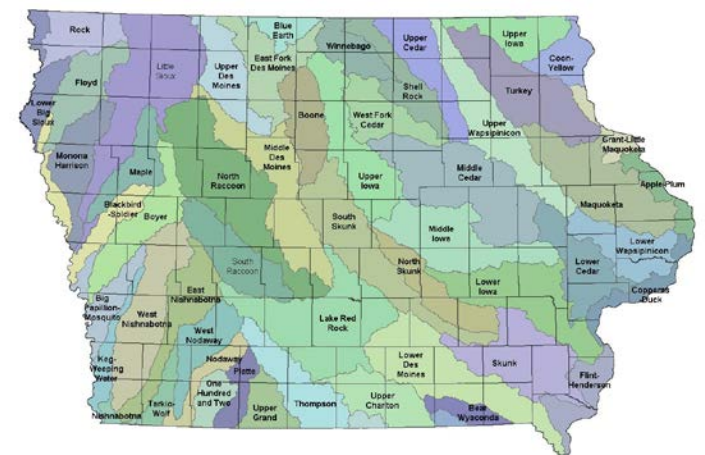 Rock
Little
Sioux
Blue
Earth
East Fork
Des Moines
Winnebago
Upper
Cedar
Upper
Iowa
Coon-
Yellow
Floyd
Upper
Des
Moines
Shell
Rock
Turkey
Lower
Big
Sioux
Boone
West Fork
Cedar
Upper
Wapsipinicon
Monona
Harrison
Maple
North
Raccoon
Middle
Des
Moines
Upper
Iowa
Middle
Cedar
Grant-Little
Maquoketa
Apple-Plum
Blackbird
-Soldier
Boyer
South
Skunk
Middle
Iowa
Maquoketa
Lower
Wapsipinicon
South
Raccoon
North
Skunk
Lower
Cedar
Big
Papillion-
Mosquito
West
Nishnabotna
East
Nishnabotna
Lower
Iowa
Copperas
-Duck
Lake Red
Rock
West
Nodaway
Keg-
Weeping
Water
Nodaway
Platte
Lower
Des
Moines
Skunk
Flint-
Henderson
Nishnabotna
Tarkio-
Wolf
One
Hundred
and Two
Upper
Grand
Thompson
Upper
Chariton
Bear
Wyaconda